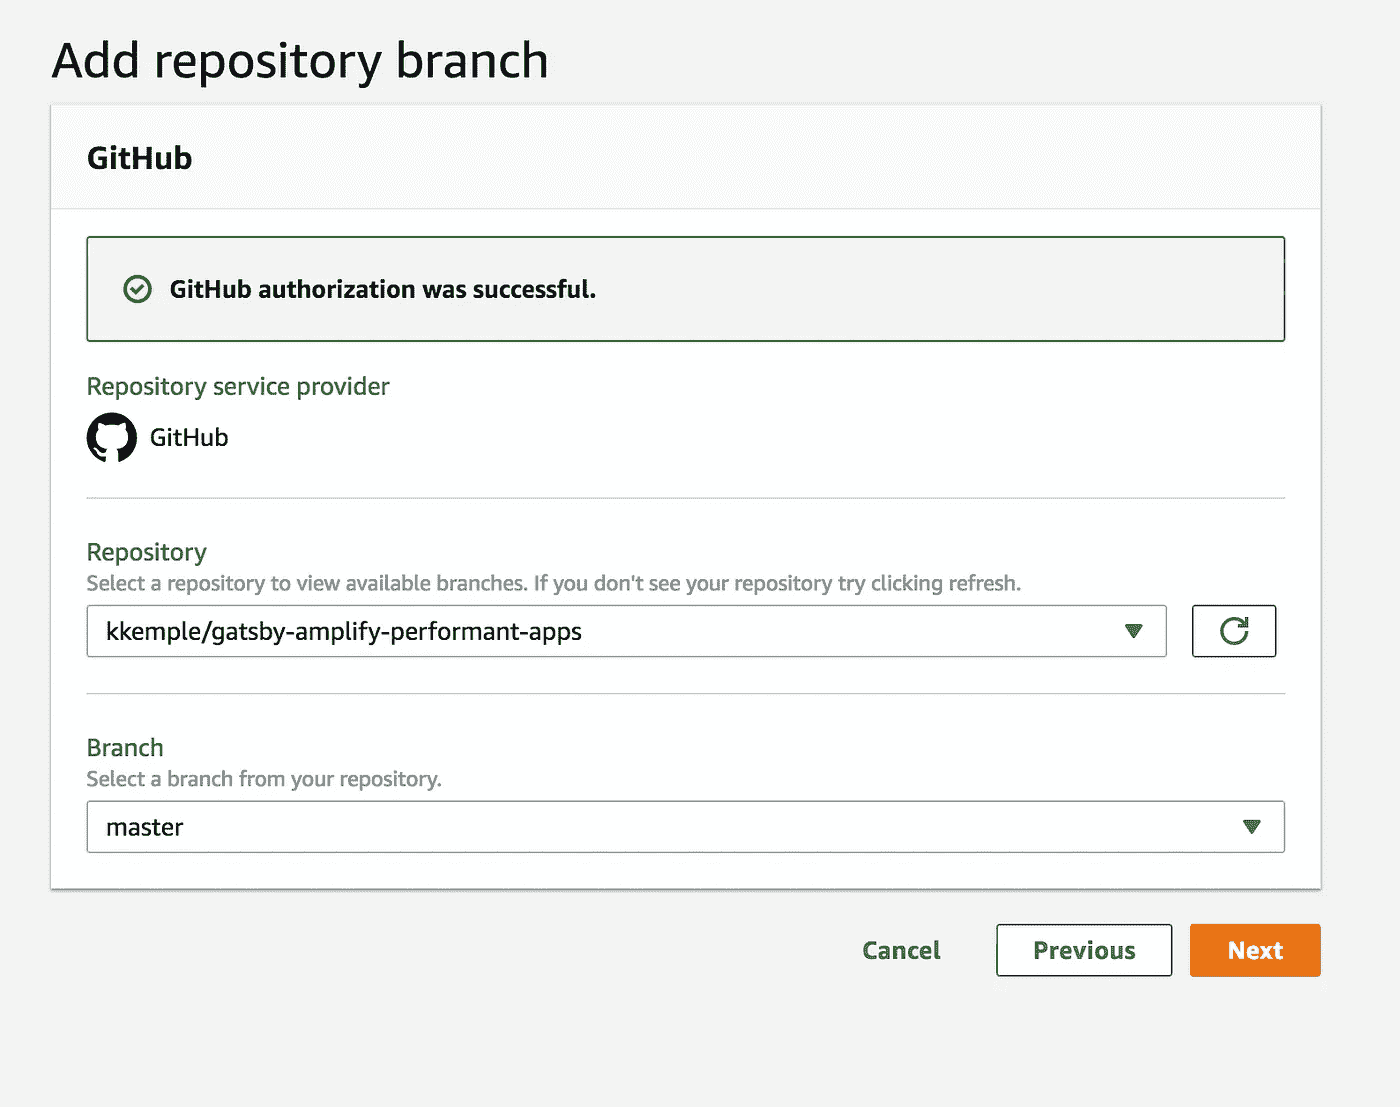 Add repository branch
GitHub
GitHub authorization was successful.
Repository service provider
GitHub
Repository
Select a repository to view available branches. If you don't see your repository try clicking refresh.
kkemple/gatsby-amplify-performant-apps
Branch
Select a branch from your repository.
master
Cancel Previous Next